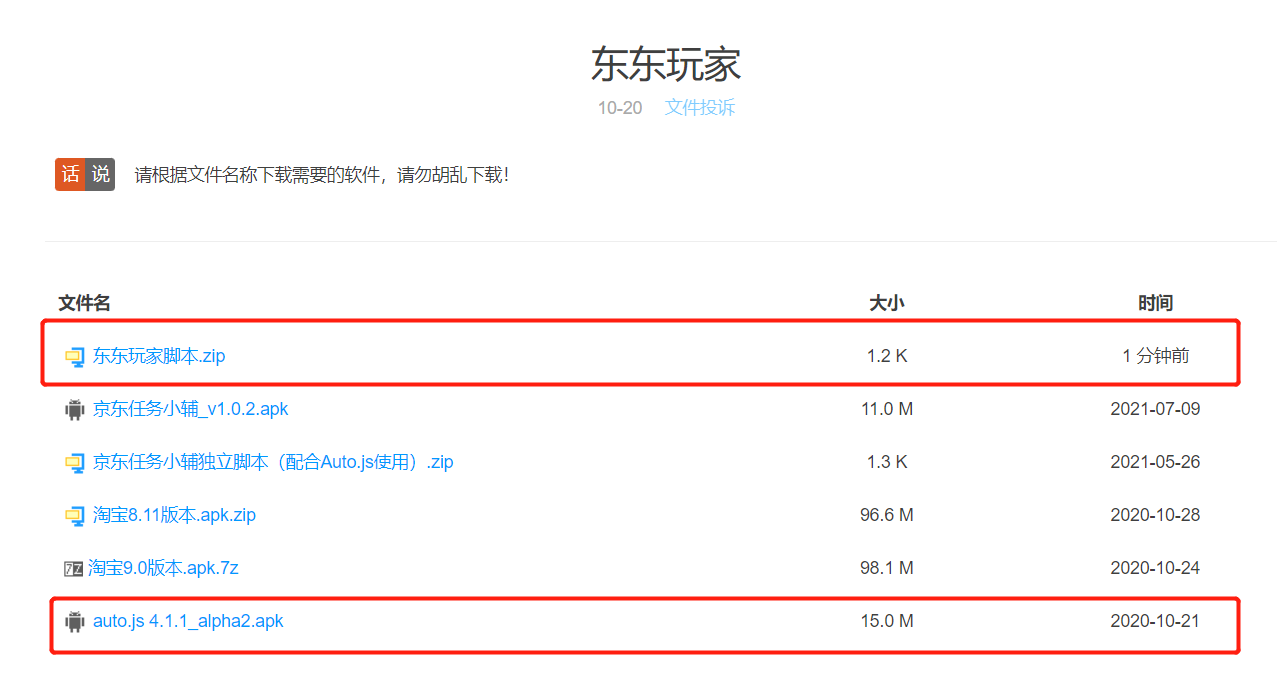 东东玩家
10-20 文件投诉
话说 请根据文件名称下载需要的软件，请勿胡乱下载！
文件名 大小 时间
东东玩家脚本.zip 1.2 K 1 分钟前
京东任务小辅_v1.0.2.apk 11.0 M 2021-07-09
京东任务小辅独立脚本（配合Auto.js使用）.zip 1.3 K 2021-05-26
淘宝8.11版本.apk.zip 96.6 M 2020-10-28
7Z 淘宝9.0版本.apk.7z 98.1 M 2020-10-24
auto.js 4.1.1_alpha2.apk 15.0 M 2020-10-21